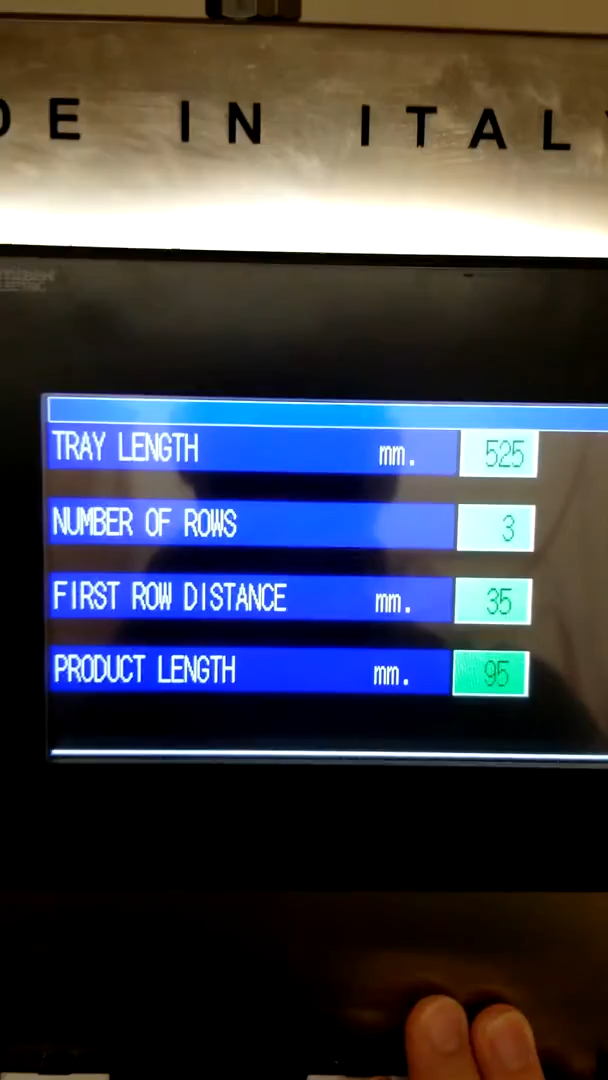 DE IN ITALY
TRAY LENGTH mm. 525
NUMBER OF ROWS 3
FIRST ROW DISTANCE mm. 35
PRODUCT LENGTH mm. 95